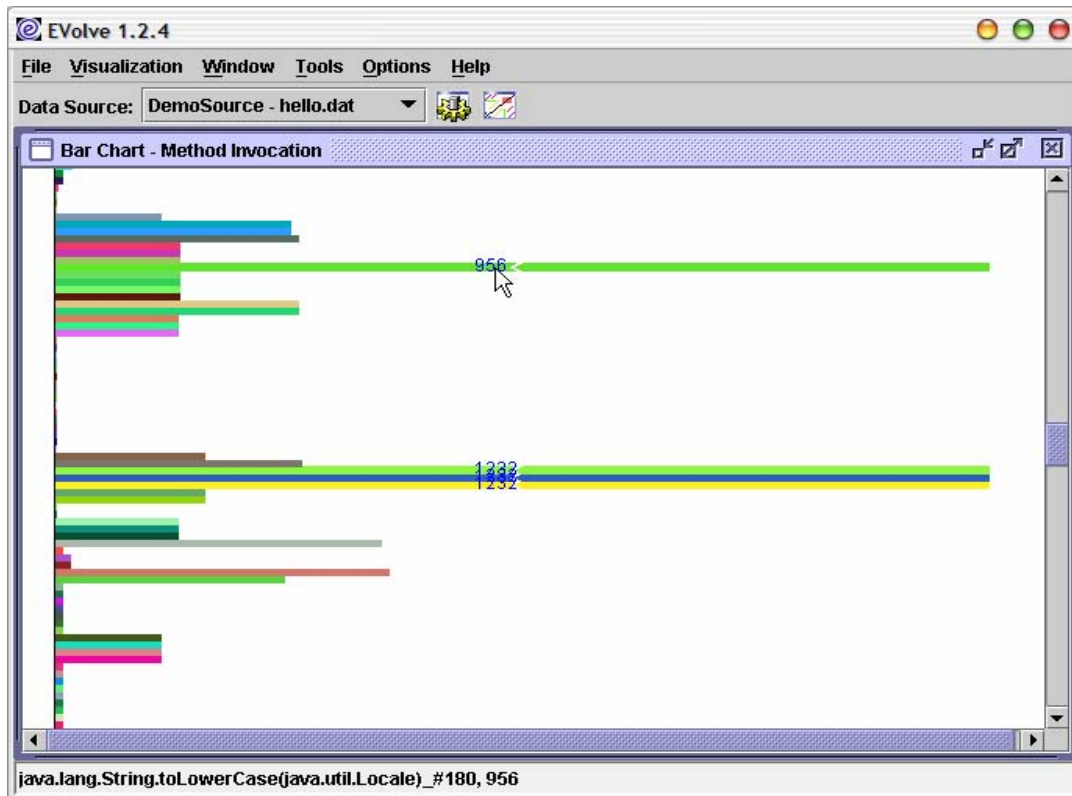 EVolve 1.2.4
File Visualization Window Tools Options Help
Data Source: DemoSource - hello.dat
Bar Chart - Method Invocation
956
1232
1232
java.lang.String.toLowerCase(java.util.Locale)_#180, 956